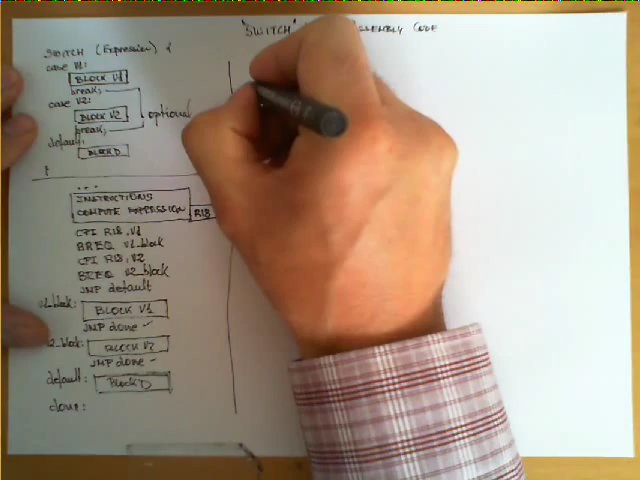 "SWITCH" ASSEMBLY CODE
SWITCH (Expression) {
case V1:
BLOCK V1
break;
case V2:
BLOCK V2
break;
optional
default:
BLOCK D
}
...
INSTRUCTIONS
COMPUTE EXPRESSION R18
CPI R18, V1
BREQ V1_block
CPI R18, V2
BREQ V2_block
JMP default
V1_block: BLOCK V1
JMP done
V2_block: BLOCK V2
JMP done
default: Block D
done: